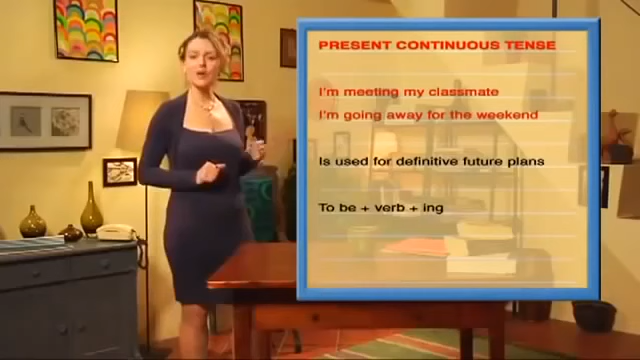 PRESENT CONTINUOUS TENSE
I'm meeting my classmate
I'm going away for the weekend
Is used for definitive future plans
To be + verb + ing